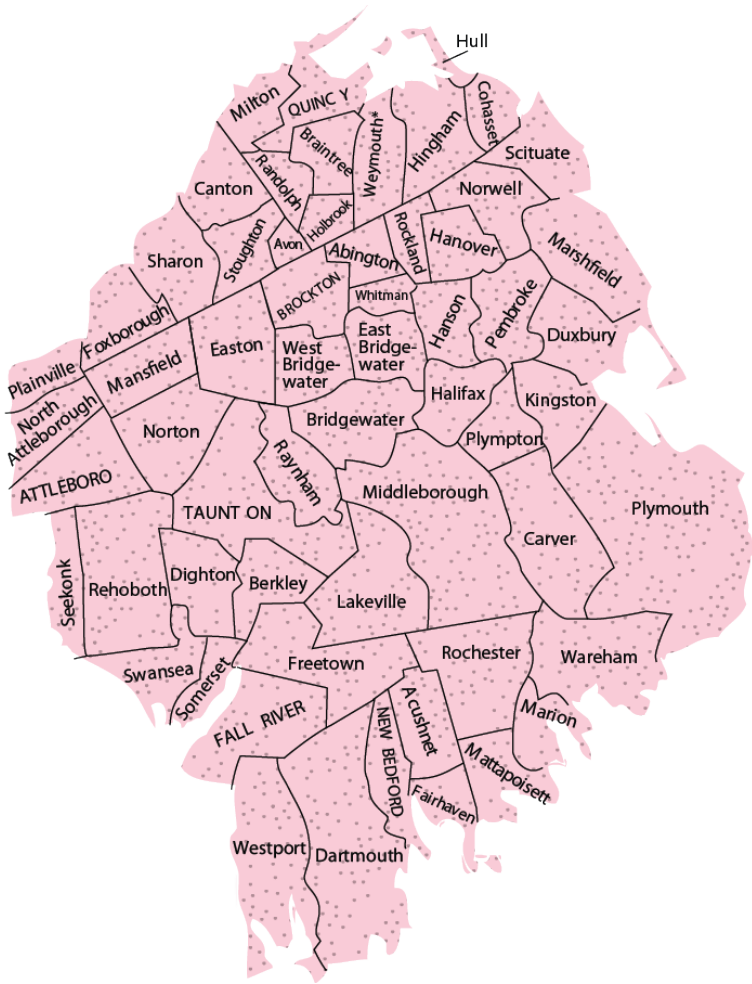 Hull
Milton
QUINC Y
Cohasset
Braintree
Weymouth*
Hingham
Scituate
Randolph
Canton
Norwell
Holbrook
Stoughton
Avon
Rockland
Hanover
Abington
Sharon
Marshfield
BROCKTON
Whitman
Hanson
Pembroke
Foxborough
Duxbury
Easton
West
Bridge-
water
East
Bridge-
water
Plainville
Mansfield
Halifax
Kingston
North
Attleborough
Norton
Bridgewater
Plympton
Raynham
ATTLEBORO
Middleborough
TAUNT ON
Plymouth
Carver
Seekonk
Rehoboth
Dighton
Berkley
Lakeville
Swansea
Somerset
Freetown
Rochester
Wareham
FALL RIVER
Acushnet
NEW BEDFORD
Marion
Mattapoisett
Fairhaven
Westport
Dartmouth